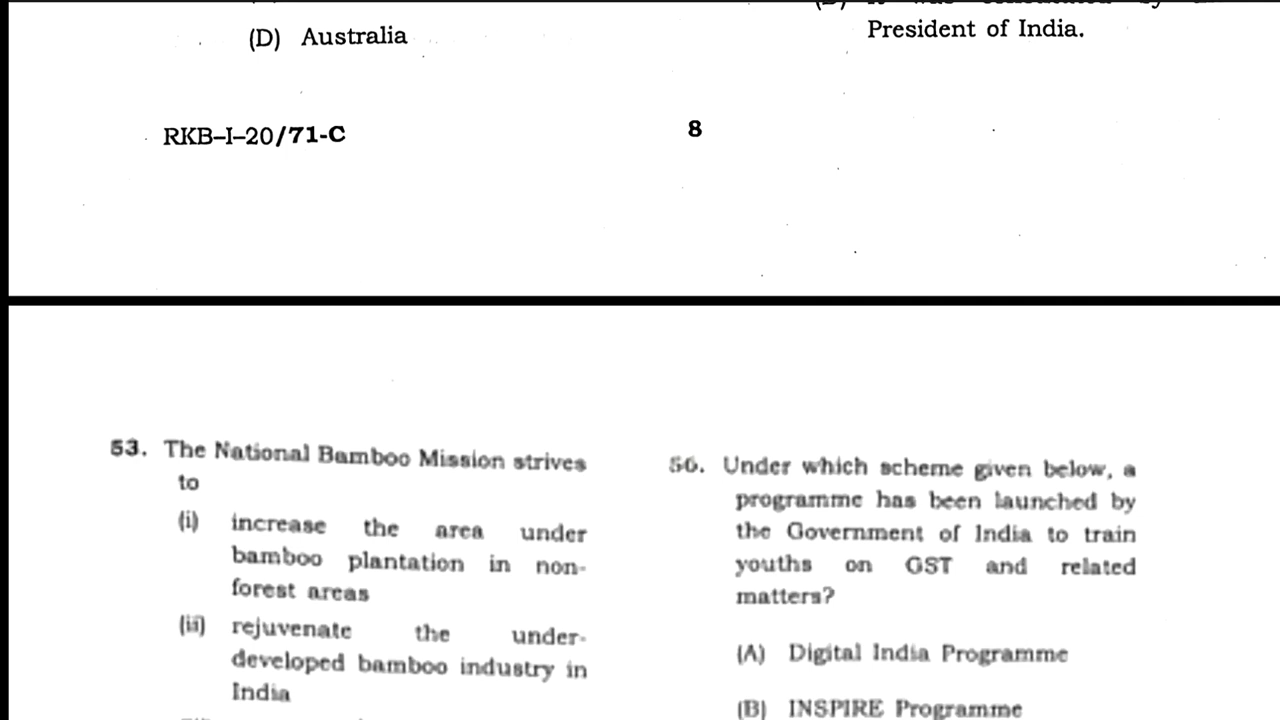 (D) Australia
President of India.
RKB–I–20/71-C
8
53. The National Bamboo Mission strives
to
(i) increase the area under
bamboo plantation in non-
forest areas
(ii) rejuvenate the under-
developed bamboo industry in
India
56. Under which scheme given below, a
programme has been launched by
the Government of India to train
youths on GST and related
matters?
(A) Digital India Programme
(B) INSPIRE Programme